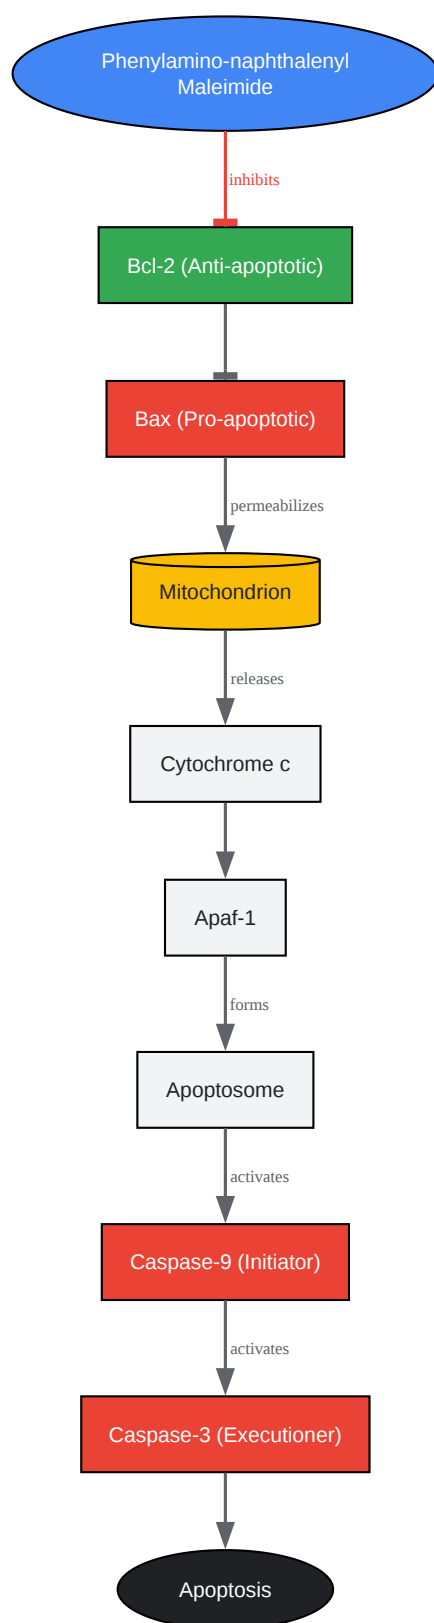 Phenylamino-naphthalenyl
Maleimide
inhibits
Bcl-2 (Anti-apoptotic)
Bax (Pro-apoptotic)
permeabilizes
Mitochondrion
releases
Cytochrome c
Apaf-1
forms
Apoptosome
activates
Caspase-9 (Initiator)
activates
Caspase-3 (Executioner)
Apoptosis